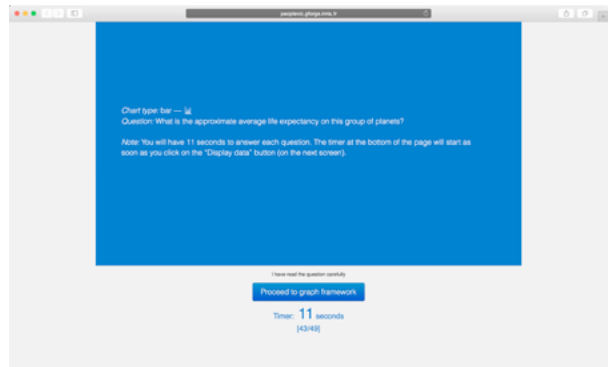 peopleviz.gforge.inria.fr
Chart type: bar —
Question: What is the approximate average life expectancy on this group of planets?
Note: You will have 11 seconds to answer each question. The timer at the bottom of the page will start as
soon as you click on the "Display data" button (on the next screen).
I have read the question carefully
Proceed to graph framework
Timer: 11 seconds
[43/49]